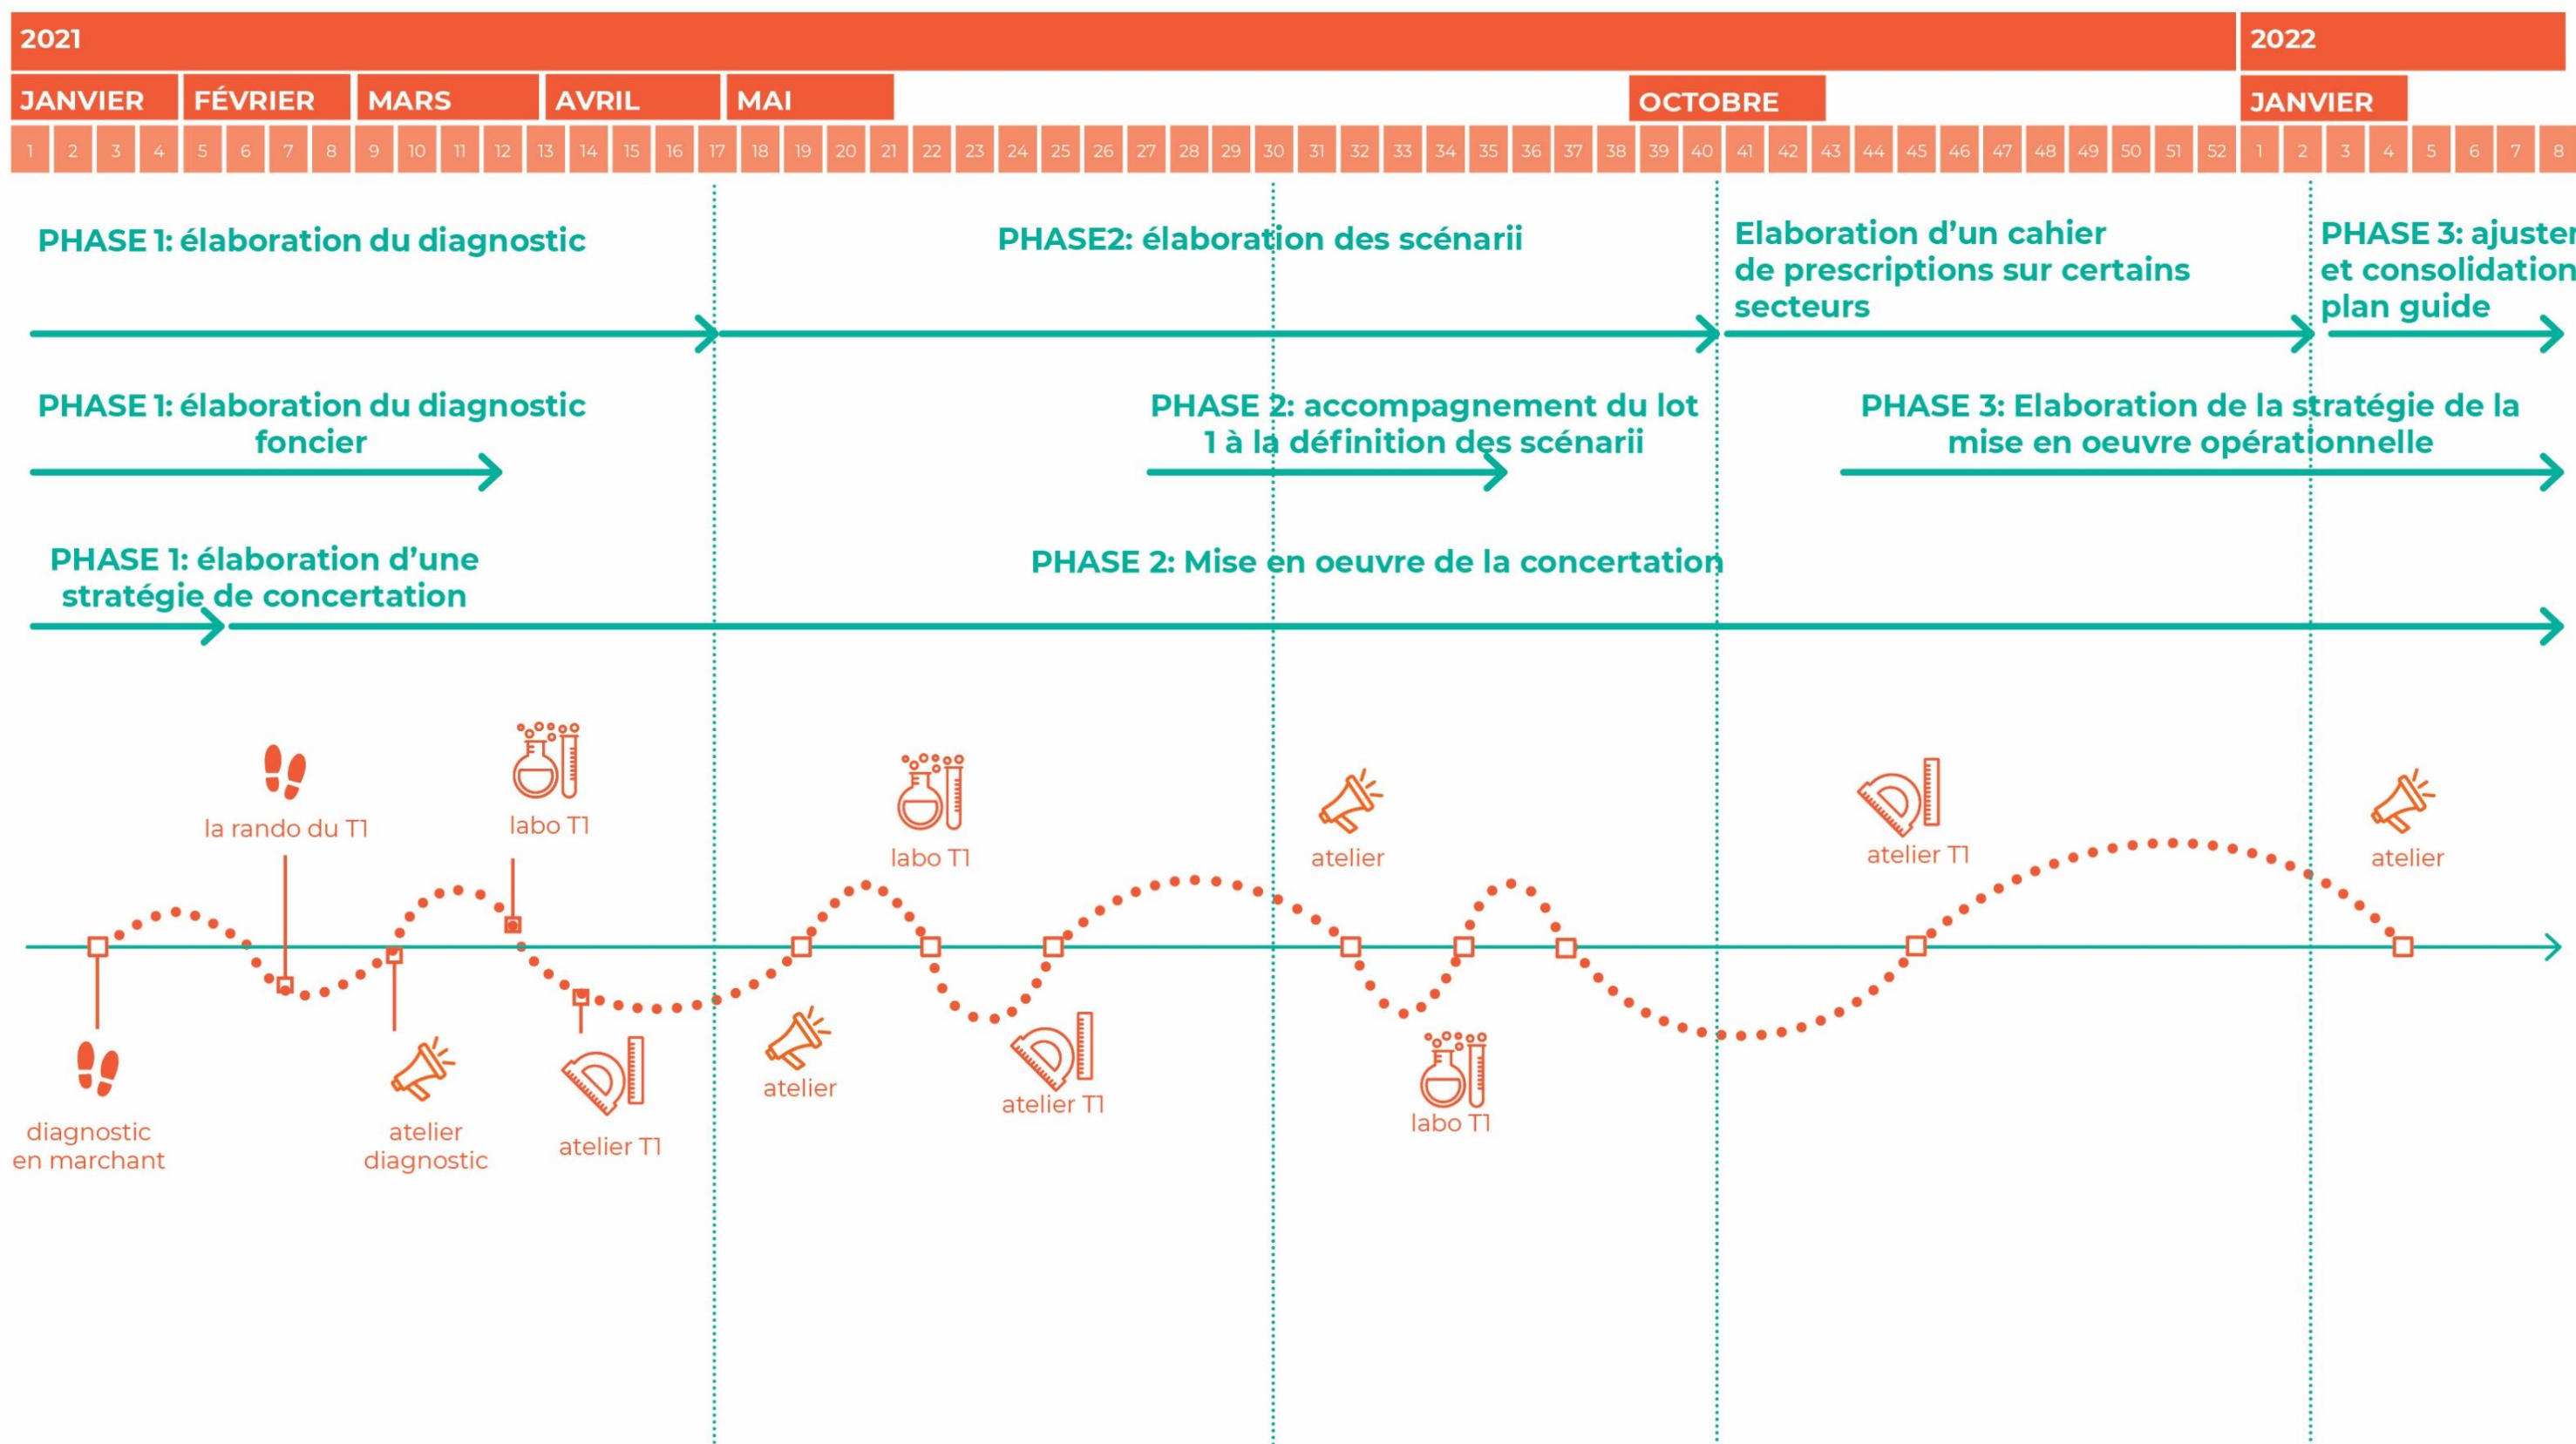 2021 2022
JANVIER FÉVRIER MARS AVRIL MAI OCTOBRE JANVIER
1 2 3 4 5 6 7 8 9 10 11 12 13 14 15 16 17 18 19 20 21 22 23 24 25 26 27 28 29 30 31 32 33 34 35 36 37 38 39 40 41 42 43 44 45 46 47 48 49 50 51 52 1 2 3 4 5 6 7 8
PHASE 1: élaboration du diagnostic
PHASE2: élaboration des scénarii
Elaboration d’un cahier
de prescriptions sur certains
secteurs
PHASE 3: ajuster
et consolidation
plan guide
PHASE 1: élaboration du diagnostic
foncier
PHASE 2: accompagnement du lot
1 à la définition des scénarii
PHASE 3: Elaboration de la stratégie de la
mise en oeuvre opérationnelle
PHASE 1: élaboration d’une
stratégie de concertation
PHASE 2: Mise en oeuvre de la concertation
la rando du T1
labo T1
labo T1
atelier
atelier T1
atelier
diagnostic
en marchant
atelier
diagnostic
atelier T1
atelier
atelier T1
labo T1